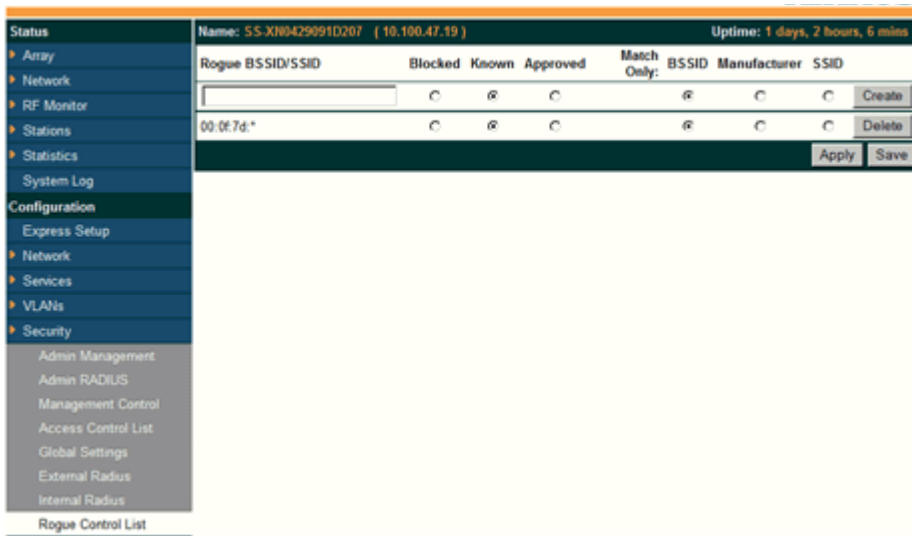 Status
Name: SS-XN0429091D207 ( 10.100.47.19 ) Uptime: 1 days, 2 hours, 6 mins
Array
Network
RF Monitor
Stations
Statistics
System Log
Configuration
Express Setup
Network
Services
VLANs
Security
Admin Management
Admin RADIUS
Management Control
Access Control List
Global Settings
External Radius
Internal Radius
Rogue Control List
Rogue BSSID/SSID Blocked Known Approved Match Only: BSSID Manufacturer SSID
Create
00:0f:7d:* Delete
Apply Save